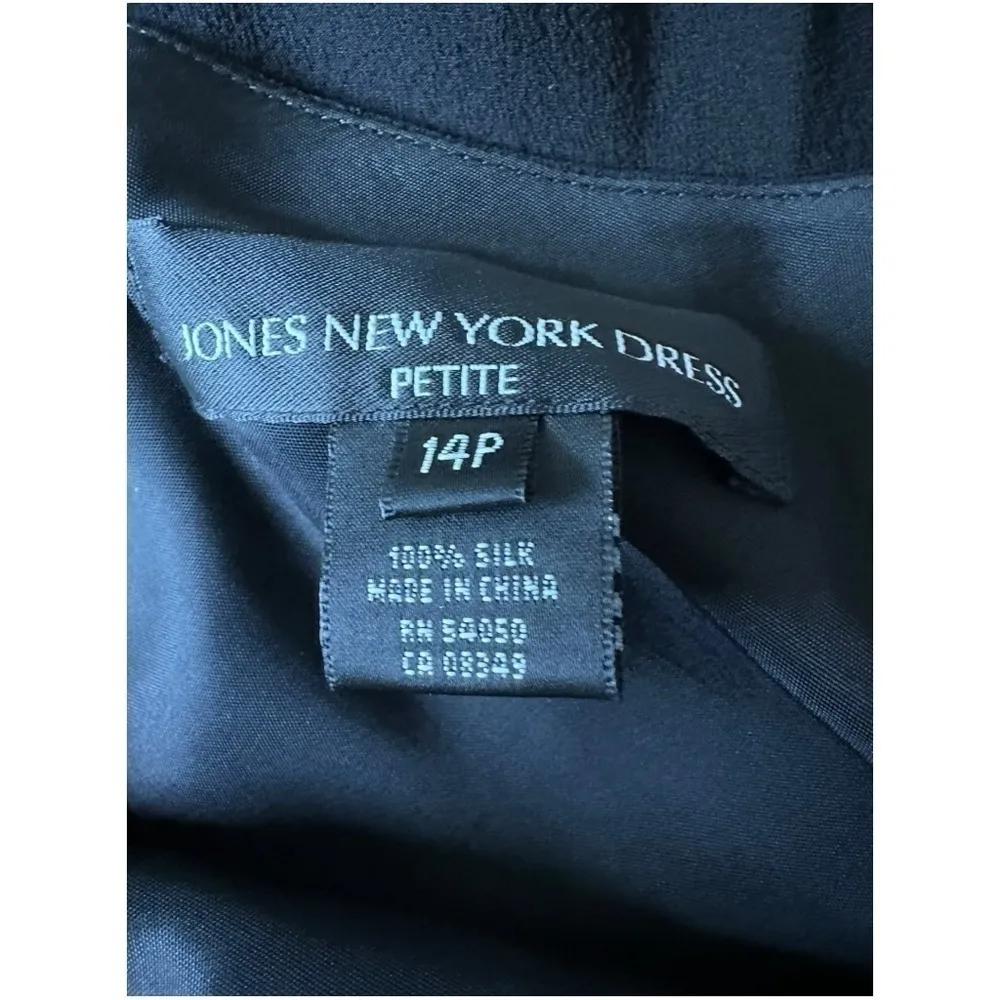 JONES NEW YORK DRESS
PETITE
14P
100% SILK
MADE IN CHINA
RN 54050
CA 08349